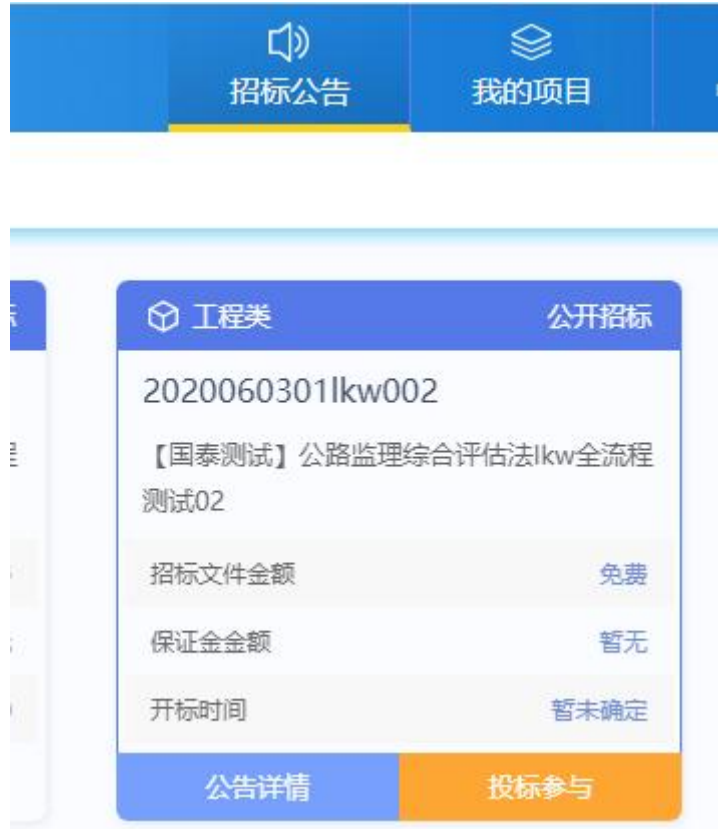 招标公告
我的项目
工程类
公开招标
2020060301lkw002
【国泰测试】公路监理综合评估法lkw全流程
测试02
招标文件金额
免费
保证金金额
暂无
开标时间
暂未确定
公告详情
投标参与